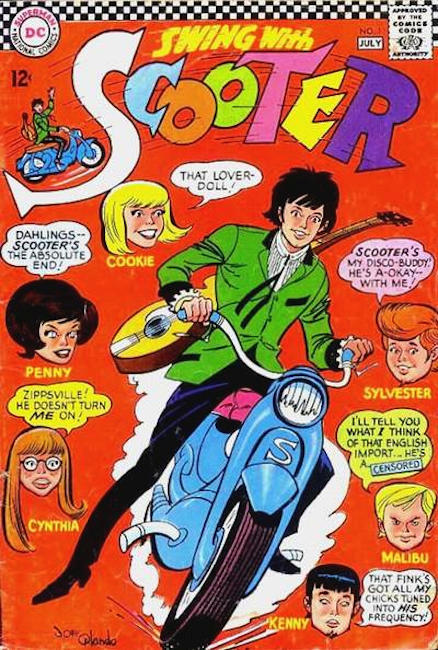 SUPERMAN
DC
NATIONAL COMICS
12¢
SWING WITH
SCOOTER
NO. 1
JULY
APPROVED
BY THE
COMICS
CODE
AUTHORITY
THAT LOVER-
DOLL!
COOKIE
DAHLINGS--
SCOOTER'S
THE ABSOLUTE
END!
PENNY
SCOOTER'S
MY DISCO-BUDDY!
HE'S A-OKAY--
WITH ME!
SYLVESTER
ZIPPSVILLE!
HE DOESN'T TURN
ME ON!
CYNTHIA
I'LL TELL YOU
WHAT I THINK
OF THAT ENGLISH
IMPORT... HE'S
A CENSORED
MALIBU
S
THAT FINK'S
GOT ALL MY
CHICKS TUNED
INTO HIS
FREQUENCY!
KENNY
JOE Orlando